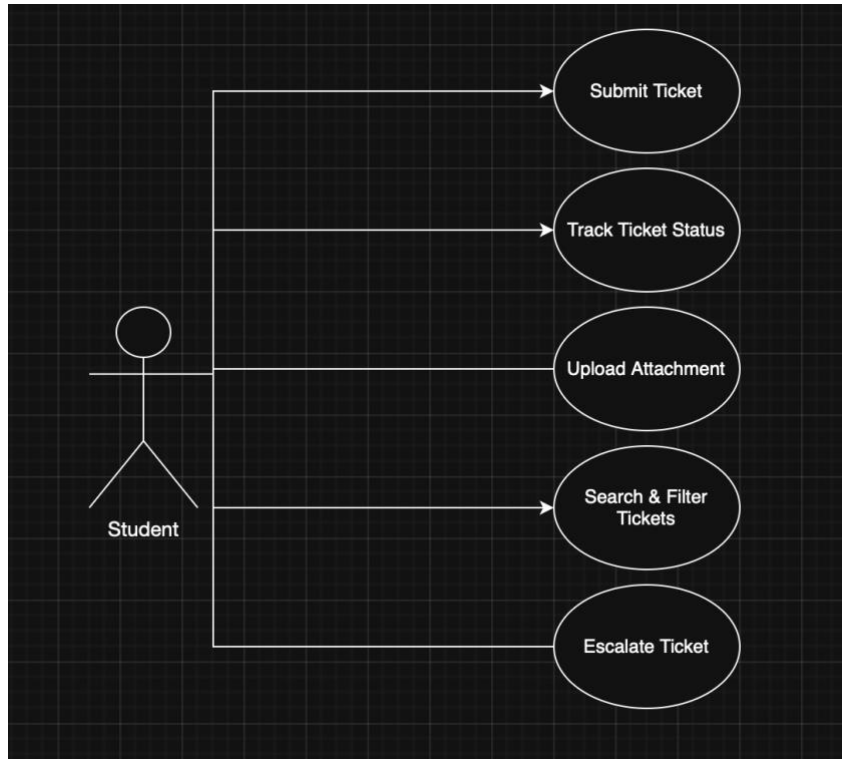 Submit Ticket
Track Ticket Status
Upload Attachment
Search & Filter
Tickets
Student
Escalate Ticket